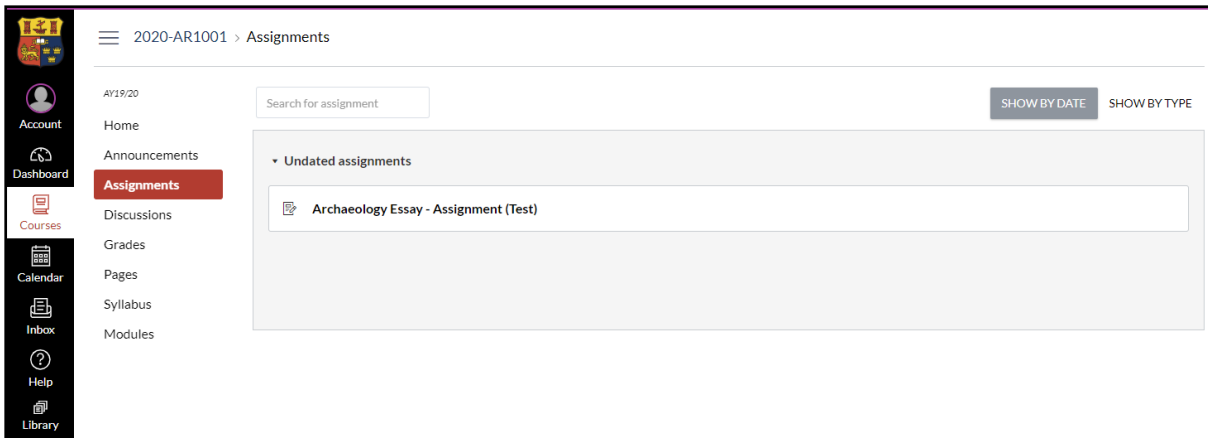 2020-AR1001 > Assignments
Account
Dashboard
Courses
Calendar
Inbox
Help
Library
AY19/20
Home
Announcements
Assignments
Discussions
Grades
Pages
Syllabus
Modules
Search for assignment
SHOW BY DATE SHOW BY TYPE
Undated assignments
Archaeology Essay - Assignment (Test)